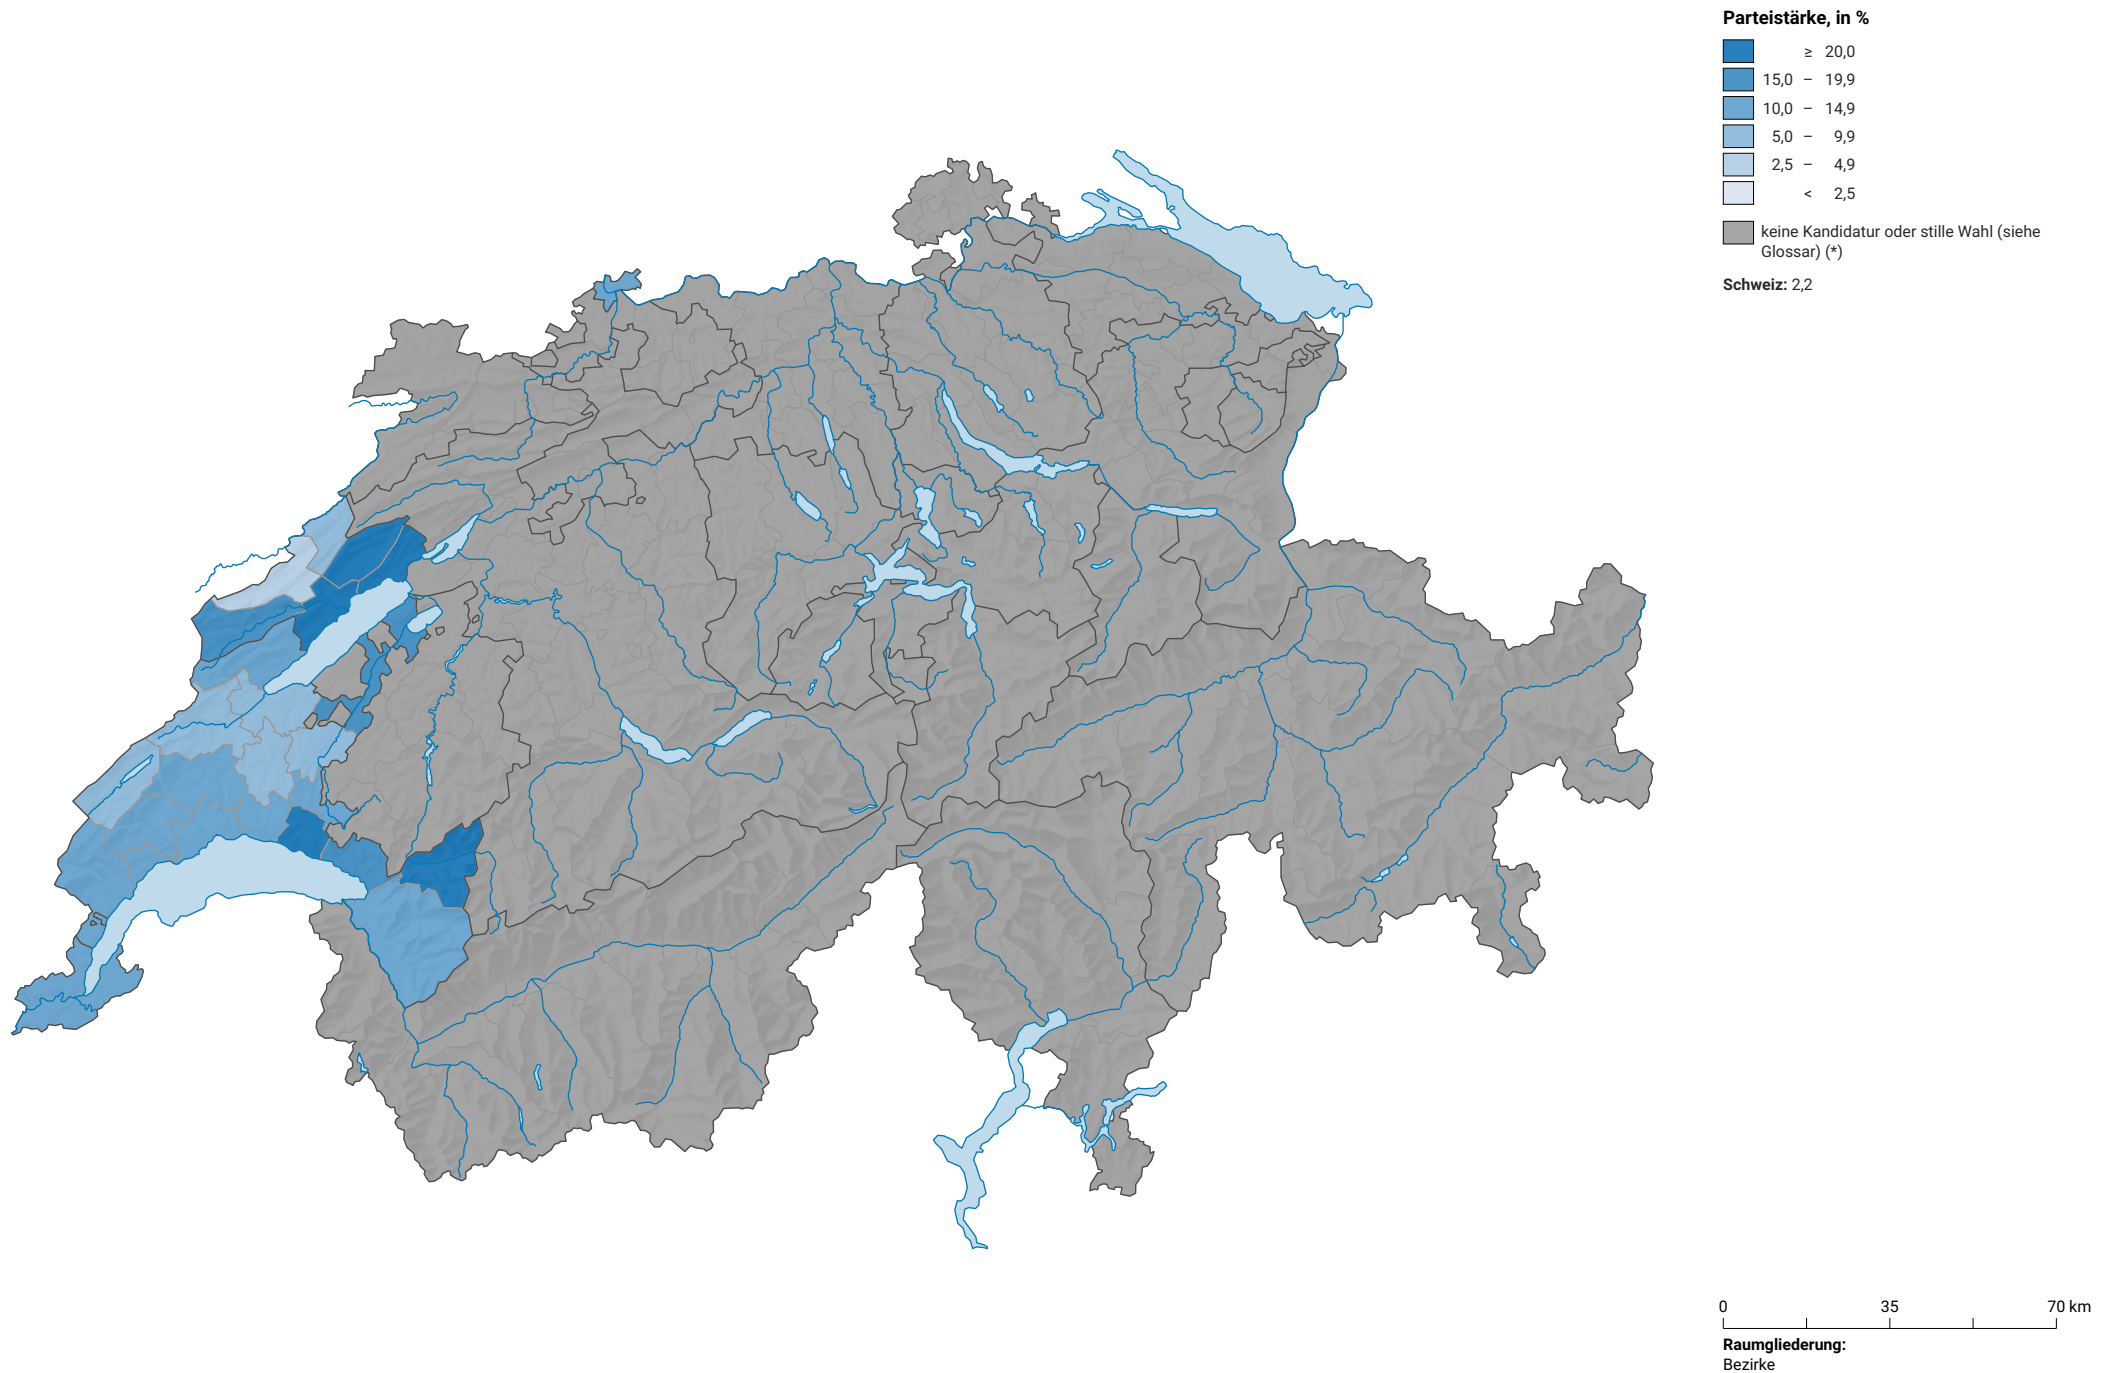 Parteistärke, in %
≥ 20,0
15,0 – 19,9
10,0 – 14,9
5,0 – 9,9
2,5 – 4,9
< 2,5
keine Kandidatur oder stille Wahl (siehe
Glossar) (*)
Schweiz: 2,2
0 35 70 km
Raumgliederung:
Bezirke